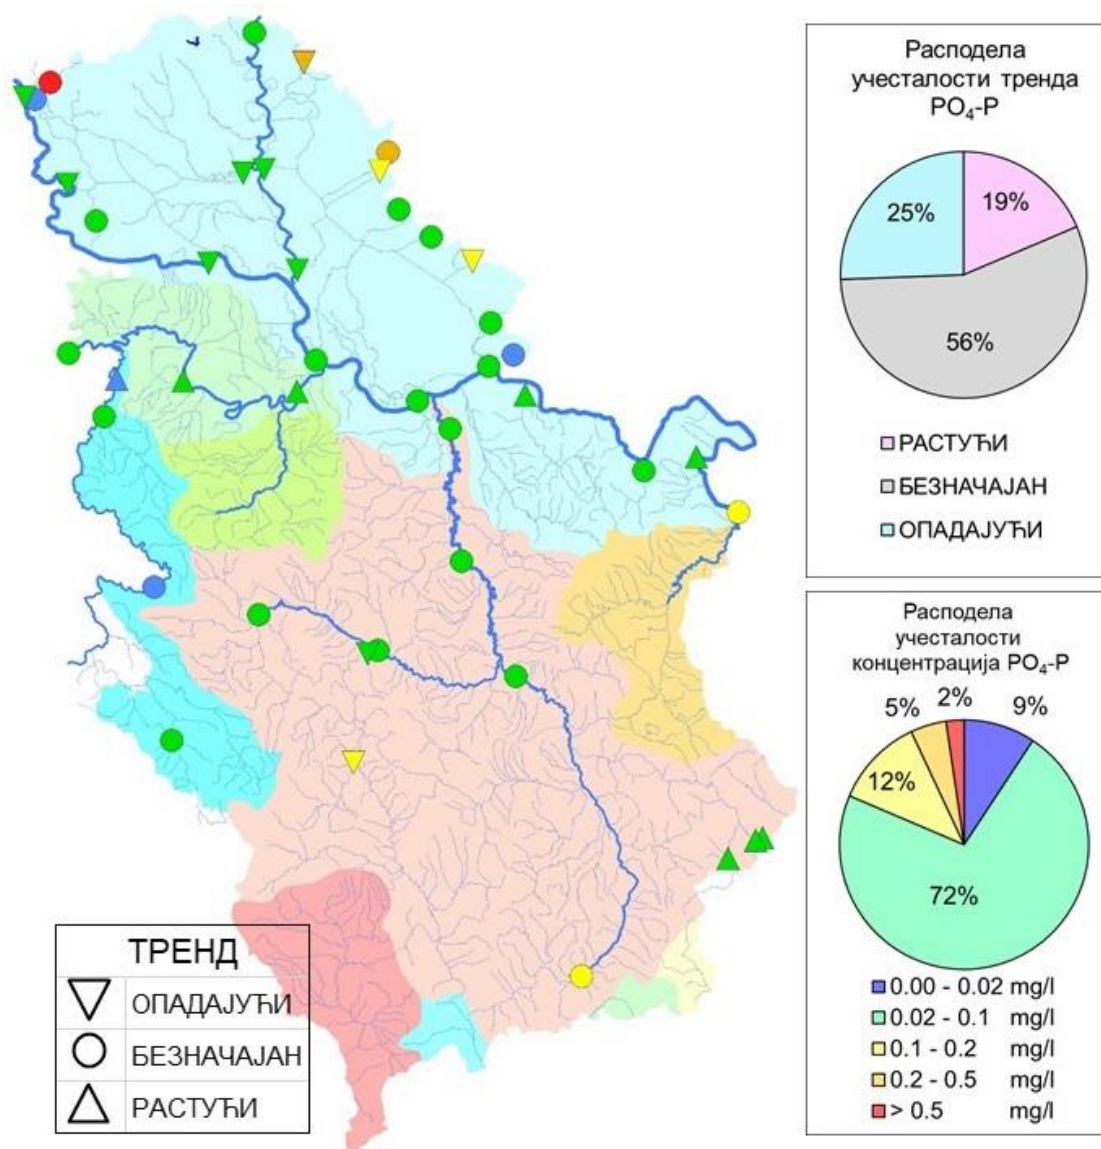 Расподела
учесталости тренда
PO₄-P
25%
19%
56%
РАСТУЋИ
БЕЗНАЧАЈАН
ОПАДАЈУЋИ
Расподела
учесталости
концентрација PO₄-P
5%
2%
9%
12%
72%
0.00 - 0.02 mg/l
0.02 - 0.1 mg/l
0.1 - 0.2 mg/l
0.2 - 0.5 mg/l
> 0.5 mg/l
ТРЕНД
ОПАДАЈУЋИ
БЕЗНАЧАЈАН
РАСТУЋИ